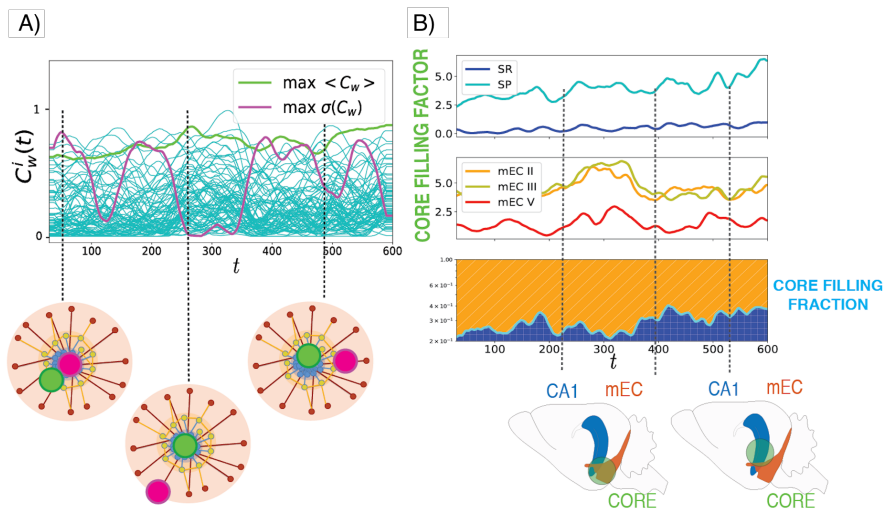 A)
max < C_w >
max σ(C_w)
C^i_w(t)
1
0
100 200 300 400 500 600
t
B)
CORE FILLING FACTOR
SR
SP
5.0
2.5
0.0
mEC II
mEC III
mEC V
5.0
2.5
1.00
6 × 10⁻¹
4 × 10⁻¹
3 × 10⁻¹
2 × 10⁻¹
CORE FILLING
FRACTION
100 200 300 400 500 600
t
CA1 mEC
CORE
CA1 mEC
CORE